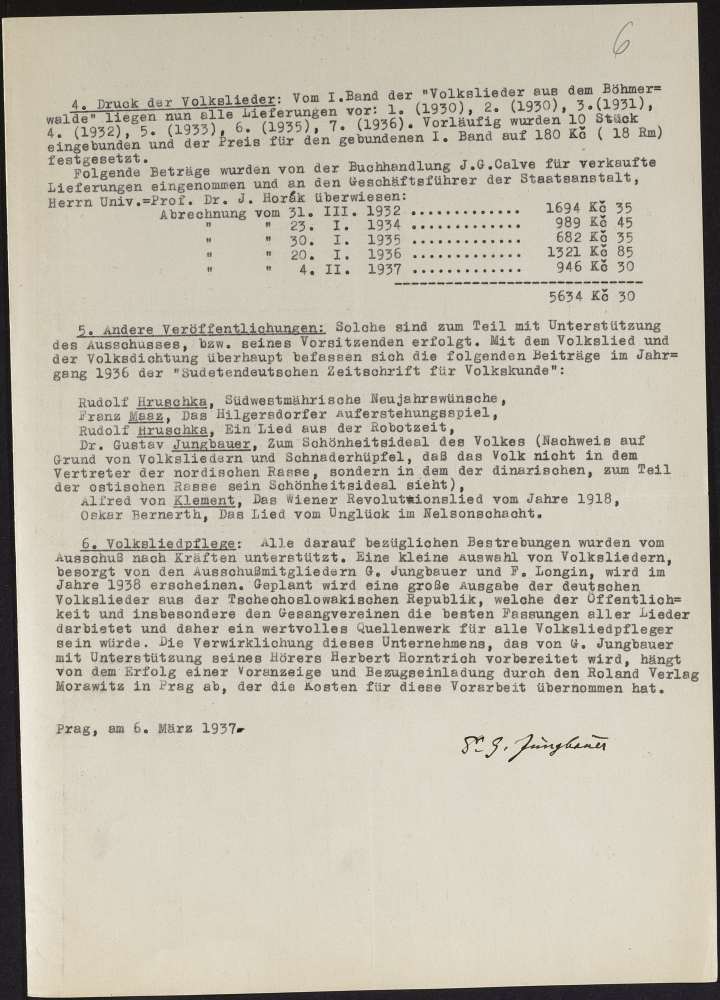 6
4. Druck der Volkslieder: Vom I.Band der "Volkslieder aus dem Böhmer=
walde" liegen nun alle Lieferungen vor: 1. (1930), 2. (1930), 3.(1931),
4. (1932), 5. (1933), 6. (1935), 7. (1936). Vorläufig wurden 10 Stück
eingebunden und der Preis für den gebundenen I. Band auf 180 Kč ( 18 Rm)
festgesetzt.
Folgende Beträge wurden von der Buchhandlung J.G.Calve für verkaufte
Lieferungen eingenommen und an den Geschäftsführer der Staatsanstalt,
Herrn Univ.=Prof. Dr. J. Horák überwiesen:
Abrechnung vom 31. III. 1932 ............. 1694 Kč 35
" " 23. I. 1934 ............. 989 Kč 45
" " 30. I. 1935 ............. 682 Kč 35
" " 20. I. 1936 ............. 1321 Kč 85
" " 4. II. 1937 ............. 946 Kč 30
------------------------------
5634 Kč 30
5. Andere Veröffentlichungen: Solche sind zum Teil mit Unterstützung
des Ausschusses, bzw. seines Vorsitzenden erfolgt. Mit dem Volkslied und
der Volksdichtung überhaupt befassen sich die folgenden Beiträge im Jahr=
gang 1936 der "Sudetendeutschen Zeitschrift für Volkskunde":
Rudolf Hruschka, Südwestmährische Neujahrswünsche,
Franz Maaz, Das Hilgersdorfer Auferstehungsspiel,
Rudolf Hruschka, Ein Lied aus der Robotzeit,
Dr. Gustav Jungbauer, Zum Schönheitsideal des Volkes (Nachweis auf
Grund von Volksliedern und Schnaderhüpfel, daß das Volk nicht in dem
Vertreter der nordischen Rasse, sondern in dem der dinarischen, zum Teil
der ostischen Rasse sein Schönheitsideal sieht),
Alfred von Klement, Das Wiener Revolutionslied vom Jahre 1918,
Oskar Bernerth, Das Lied vom Unglück im Nelsonschacht.
6. Volksliedpflege: Alle darauf bezüglichen Bestrebungen wurden vom
Ausschuß nach Kräften unterstützt. Eine kleine Auswahl von Volksliedern,
besorgt von den Ausschußmitgliedern G. Jungbauer und F. Longin, wird im
Jahre 1938 erscheinen. Geplant wird eine große Ausgabe der deutschen
Volkslieder aus der Tschechoslowakischen Republik, welche der Öffentlich=
keit und insbesondere den Gesangvereinen die besten Fassungen aller Lieder
darbietet und daher ein wertvolles Quellenwerk für alle Volksliedpfleger
sein würde. Die Verwirklichung dieses Unternehmens, das von G. Jungbauer
mit Unterstützung seines Hörers Herbert Horntrich vorbereitet wird, hängt
von dem Erfolg einer Voranzeige und Bezugseinladung durch den Roland Verlag
Morawitz in Prag ab, der die Kosten für diese Vorarbeit übernommen hat.
Prag, am 6. März 1937.
Dr. G. Jungbauer